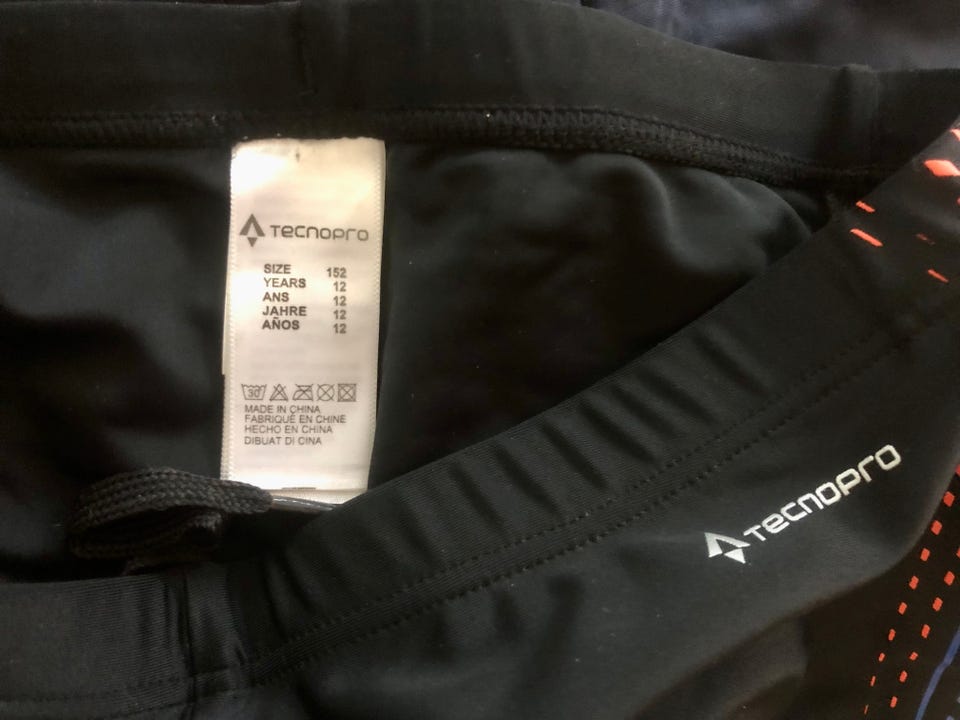 TECNOPRO
SIZE 152
YEARS 12
ANS 12
JAHRE 12
AÑOS 12
30°
MADE IN CHINA
FABRIQUÉ EN CHINE
HECHO EN CHINA
DIBUAT DI CINA
TECNOPRO